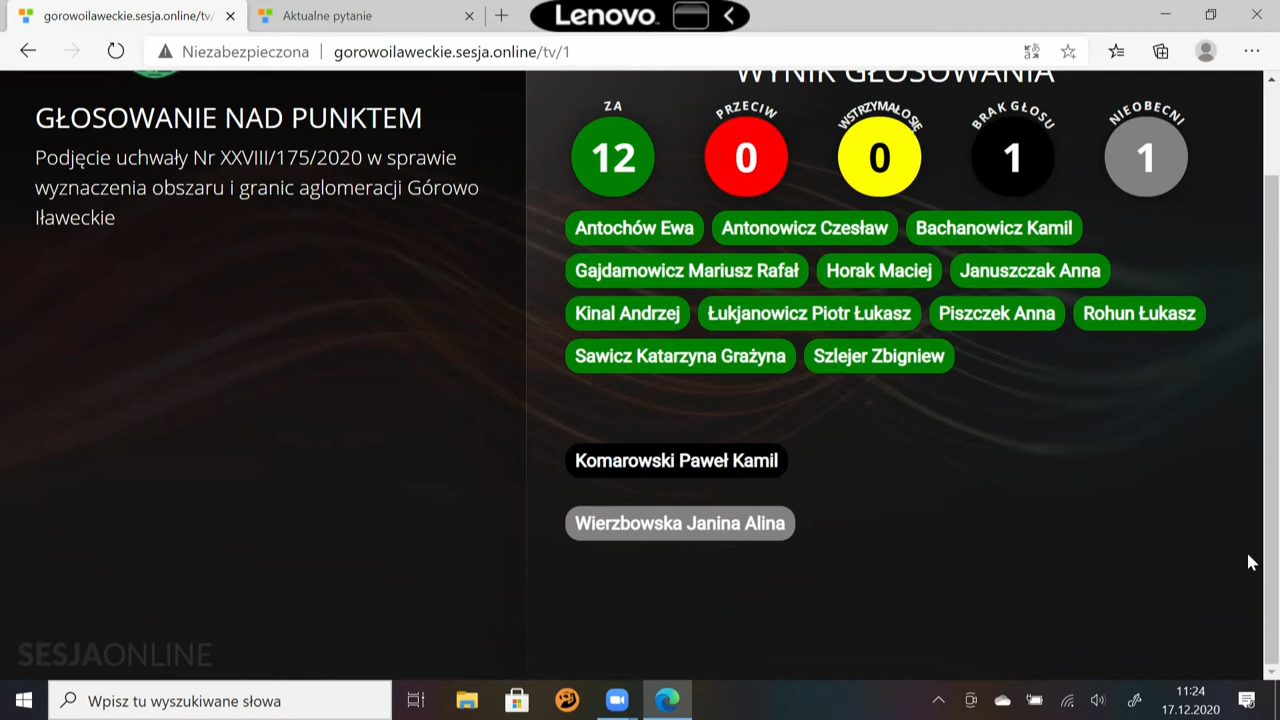 gorowoilaweckie.sesja.online/tv/
Aktualne pytanie
Lenovo
Niezabezpieczona
gorowoilaweckie.sesja.online/tv/1
GŁOSOWANIE NAD PUNKTEM
Podjęcie uchwały Nr XXVIII/175/2020 w sprawie
wyznaczenia obszaru i granic aglomeracji Górowo
Iławeckie
WYNIK GŁOSOWANIA
ZA
PRZECIW
WSTRZYMAŁO SIĘ
BRAK GŁOSU
NIEOBECNI
12
0
0
1
1
Antochów Ewa
Antonowicz Czesław
Bachanowicz Kamil
Gajdamowicz Mariusz Rafał
Horak Maciej
Januszczak Anna
Kinal Andrzej
Łukjanowicz Piotr Łukasz
Piszczek Anna
Rohun Łukasz
Sawicz Katarzyna Grażyna
Szlejer Zbigniew
Komarowski Paweł Kamil
Wierzbowska Janina Alina
SESJAONLINE
Wpisz tu wyszukiwane słowa
11:24
17.12.2020